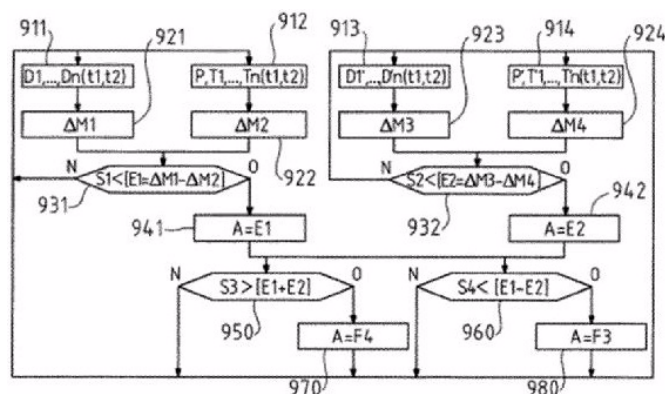 911 921 912 913 923 914 924
D1,...,Dn(t1,t2) P,T1,...,Tn(t1,t2) D1',...,D'n(t1,t2) P',T'1,...,Tn(t1,t2)
ΔM1 ΔM2 ΔM3 ΔM4
N S1<[E1=ΔM1-ΔM2] O 922 N S2<[E2=ΔM3-ΔM4] O
931 932 942
941 A=E1 A=E2
N S3>[E1+E2] O N S4<[E1-E2] O
950 960
A=F4 A=F3
970 980